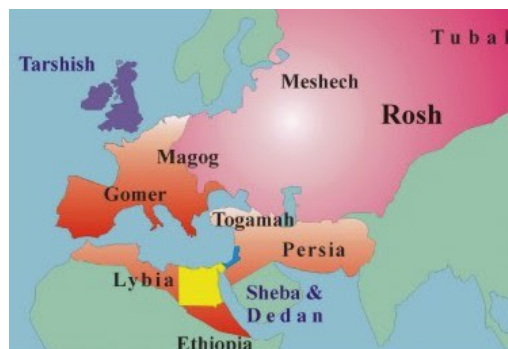 Tubal
Tarshish
Meshech
Rosh
Magog
Gomer
Togamah
Persia
Lybia
Sheba &
Dedan
Ethiopia